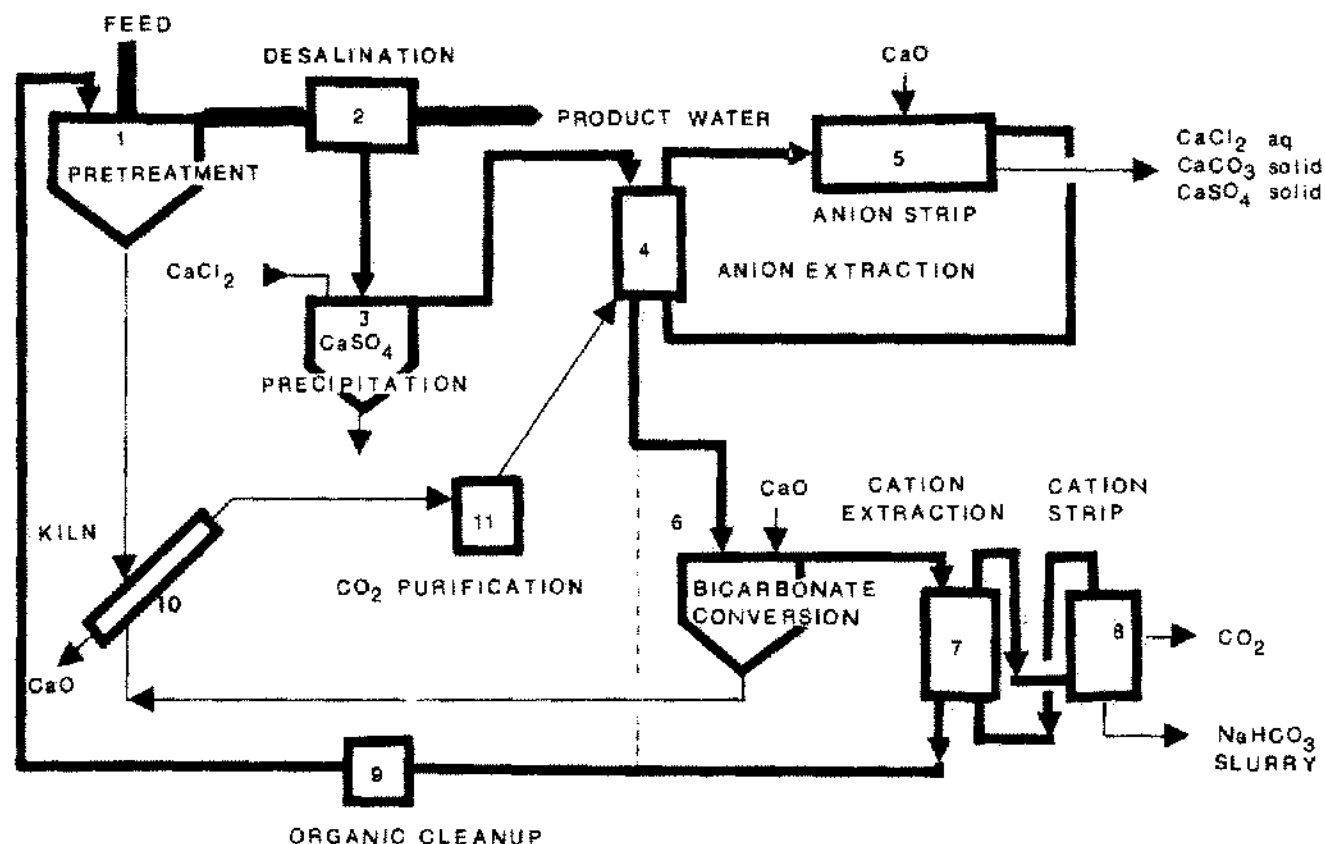 FEED
DESALINATION
CaO
1
2
PRODUCT WATER
PRETREATMENT
5
CaCl2 aq
CaCO3 solid
CaSO4 solid
ANION STRIP
4
ANION EXTRACTION
CaCl2
3
CaSO4
PRECIPITATION
KILN
10
CaO
11
CO2 PURIFICATION
6
CaO
CATION
EXTRACTION
CATION
STRIP
BICARBONATE
CONVERSION
7
8
CO2
NaHCO3
SLURRY
9
ORGANIC CLEANUP